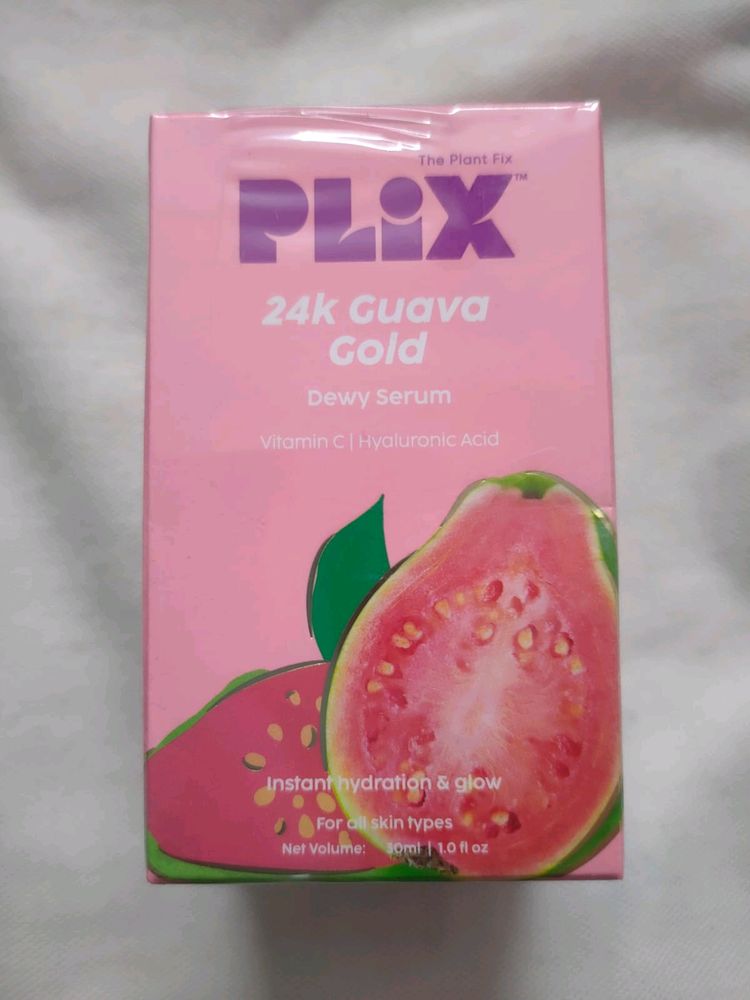 The Plant Fix
PLiX™
24k Guava
Gold
Dewy Serum
Vitamin C | Hyaluronic Acid
Instant hydration & glow
For all skin types
Net Volume: 30ml | 1.0 fl oz